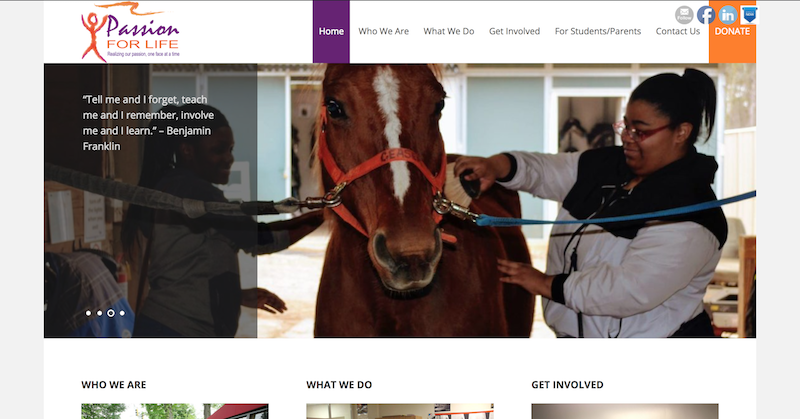 Passion
FOR LIFE
Realizing our passion, one face at a time
Home Who We Are What We Do Get Involved For Students/Parents Contact Us DONATE
Follow
“Tell me and I forget, teach
me and I remember, involve
me and I learn.” – Benjamin
Franklin
WHO WE ARE WHAT WE DO GET INVOLVED